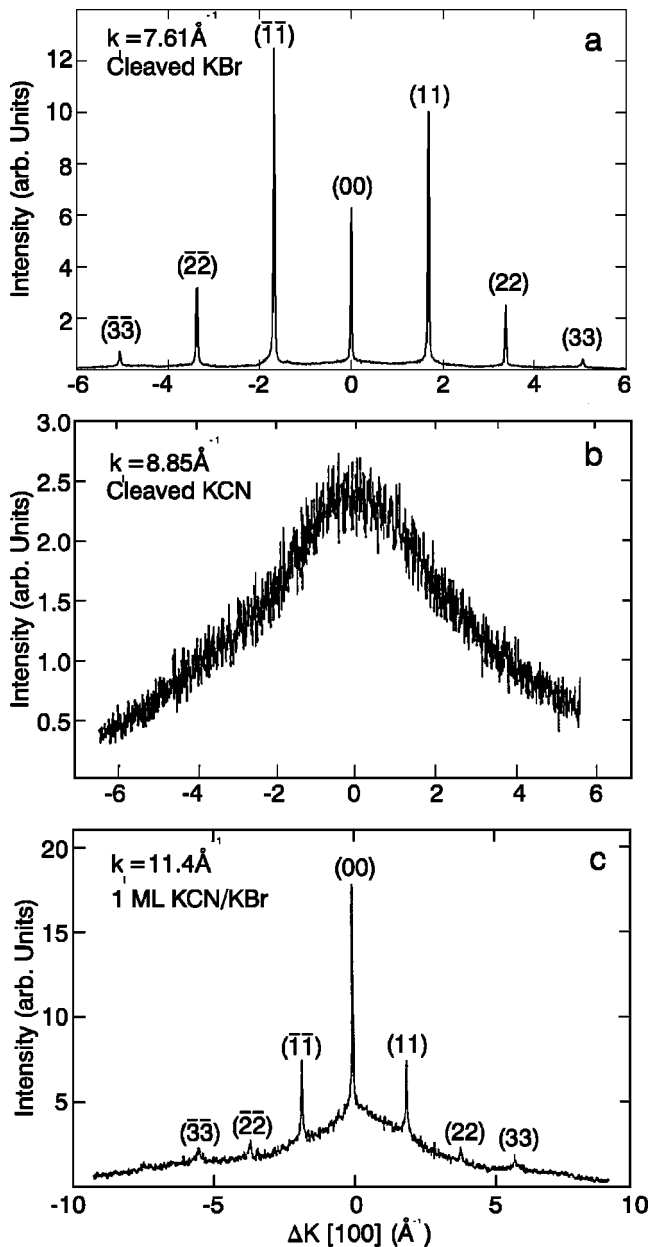 k_i=7.61Å⁻¹
Cleaved KBr
a
(1̅1̅)
(11)
(00)
(2̅2̅)
(22)
(3̅3̅)
(33)
12
10
8
6
4
2
Intensity (arb. Units)
-6 -4 -2 0 2 4 6
k_i=8.85Å⁻¹
Cleaved KCN
b
3.0
2.5
2.0
1.5
1.0
0.5
Intensity (arb. Units)
-6 -4 -2 0 2 4 6
k_i=11.4Å⁻¹
1 ML KCN/KBr
c
(00)
(1̅1̅)
(11)
(3̅3̅)
(2̅2̅)
(22)
(33)
20
15
10
5
Intensity (arb. Units)
-10 -5 0 5 10
ΔK [100] (Å⁻¹)